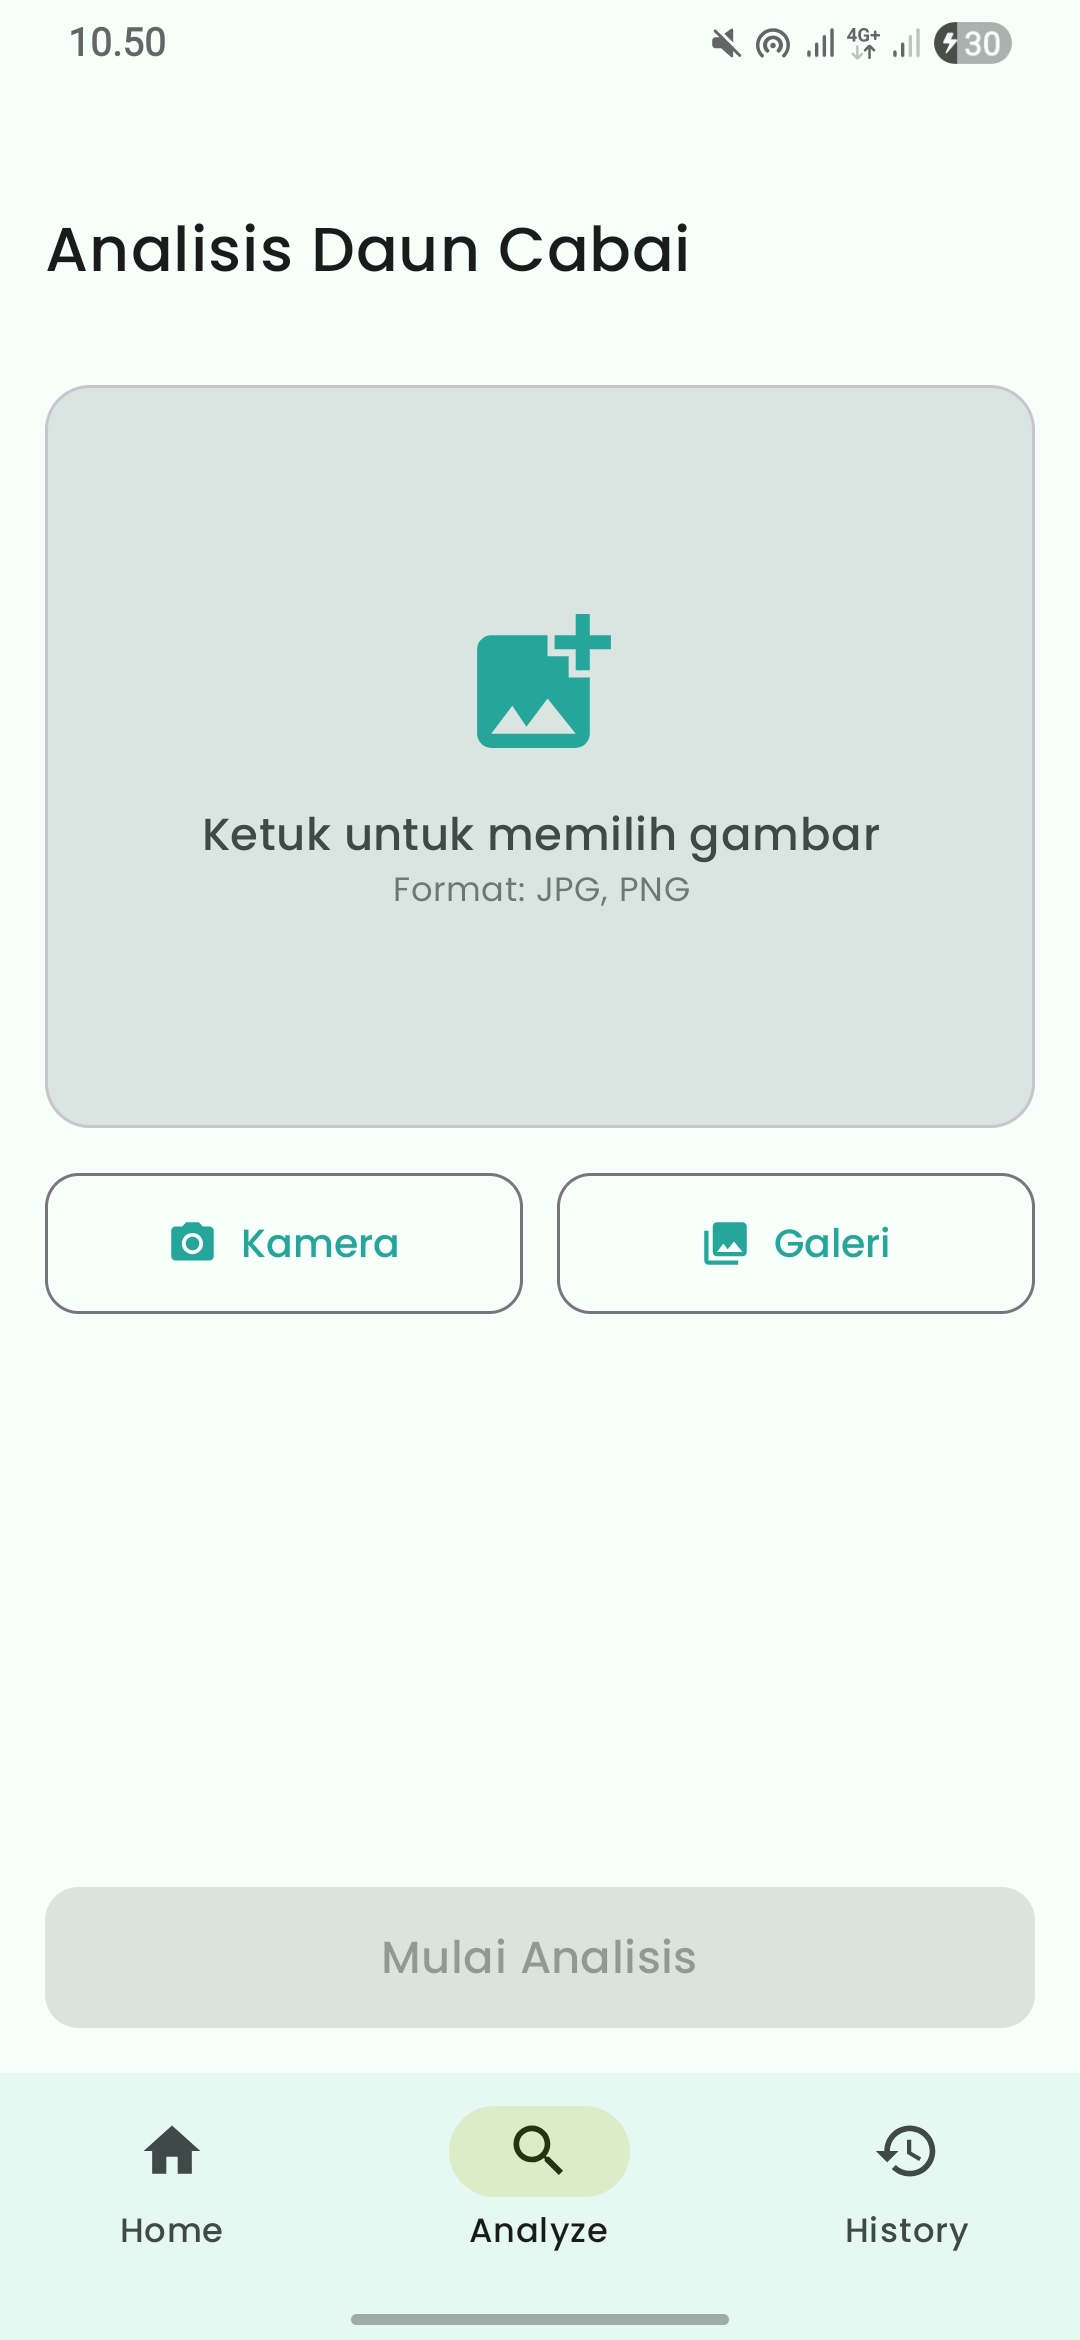 10.50
4G+
30
Analisis Daun Cabai
Ketuk untuk memilih gambar
Format: JPG, PNG
Kamera
Galeri
Mulai Analisis
Home
Analyze
History